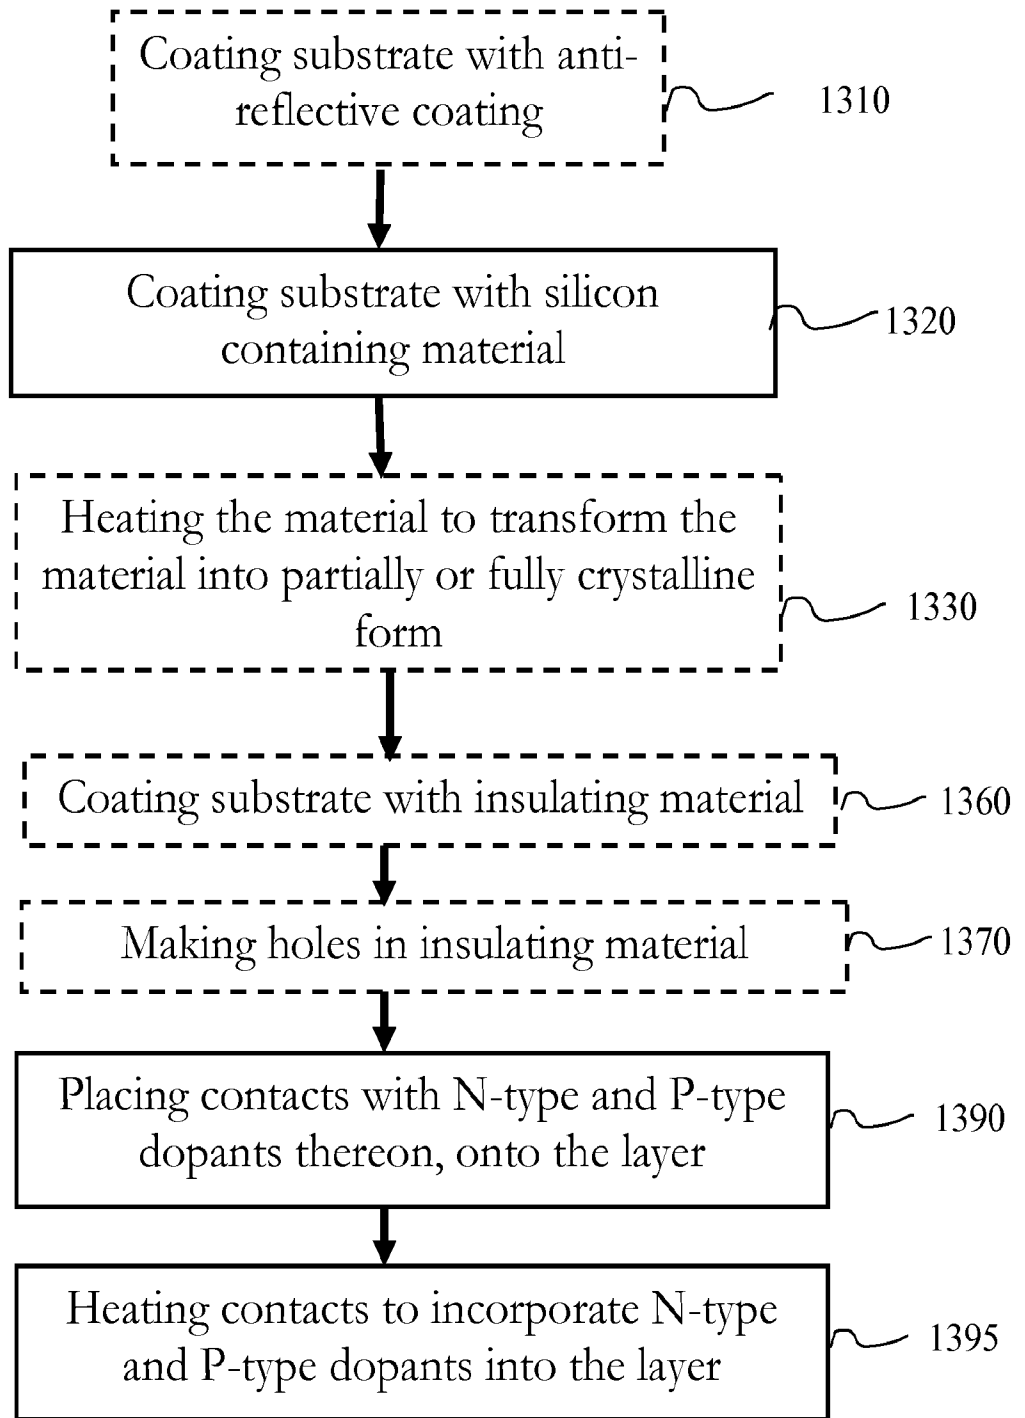 Coating substrate with anti-
reflective coating
1310
Coating substrate with silicon
containing material
1320
Heating the material to transform the
material into partially or fully crystalline
form
1330
Coating substrate with insulating material
1360
Making holes in insulating material
1370
Placing contacts with N-type and P-type
dopants thereon, onto the layer
1390
Heating contacts to incorporate N-type
and P-type dopants into the layer
1395